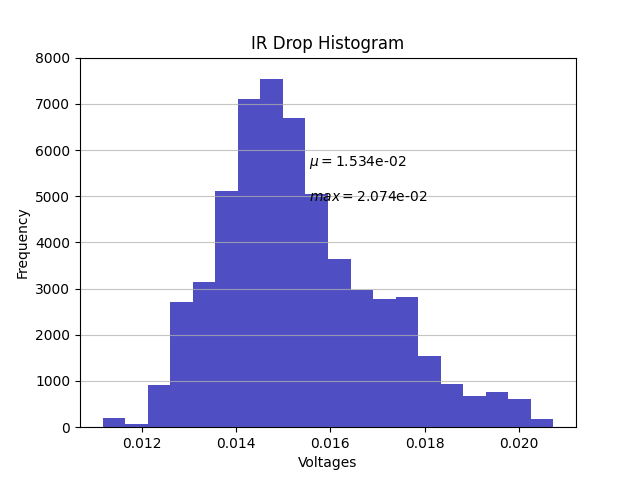 IR Drop Histogram
8000
7000
6000
5000
4000
3000
2000
1000
0
Frequency
μ = 1.534e-02
max = 2.074e-02
0.012 0.014 0.016 0.018 0.020
Voltages